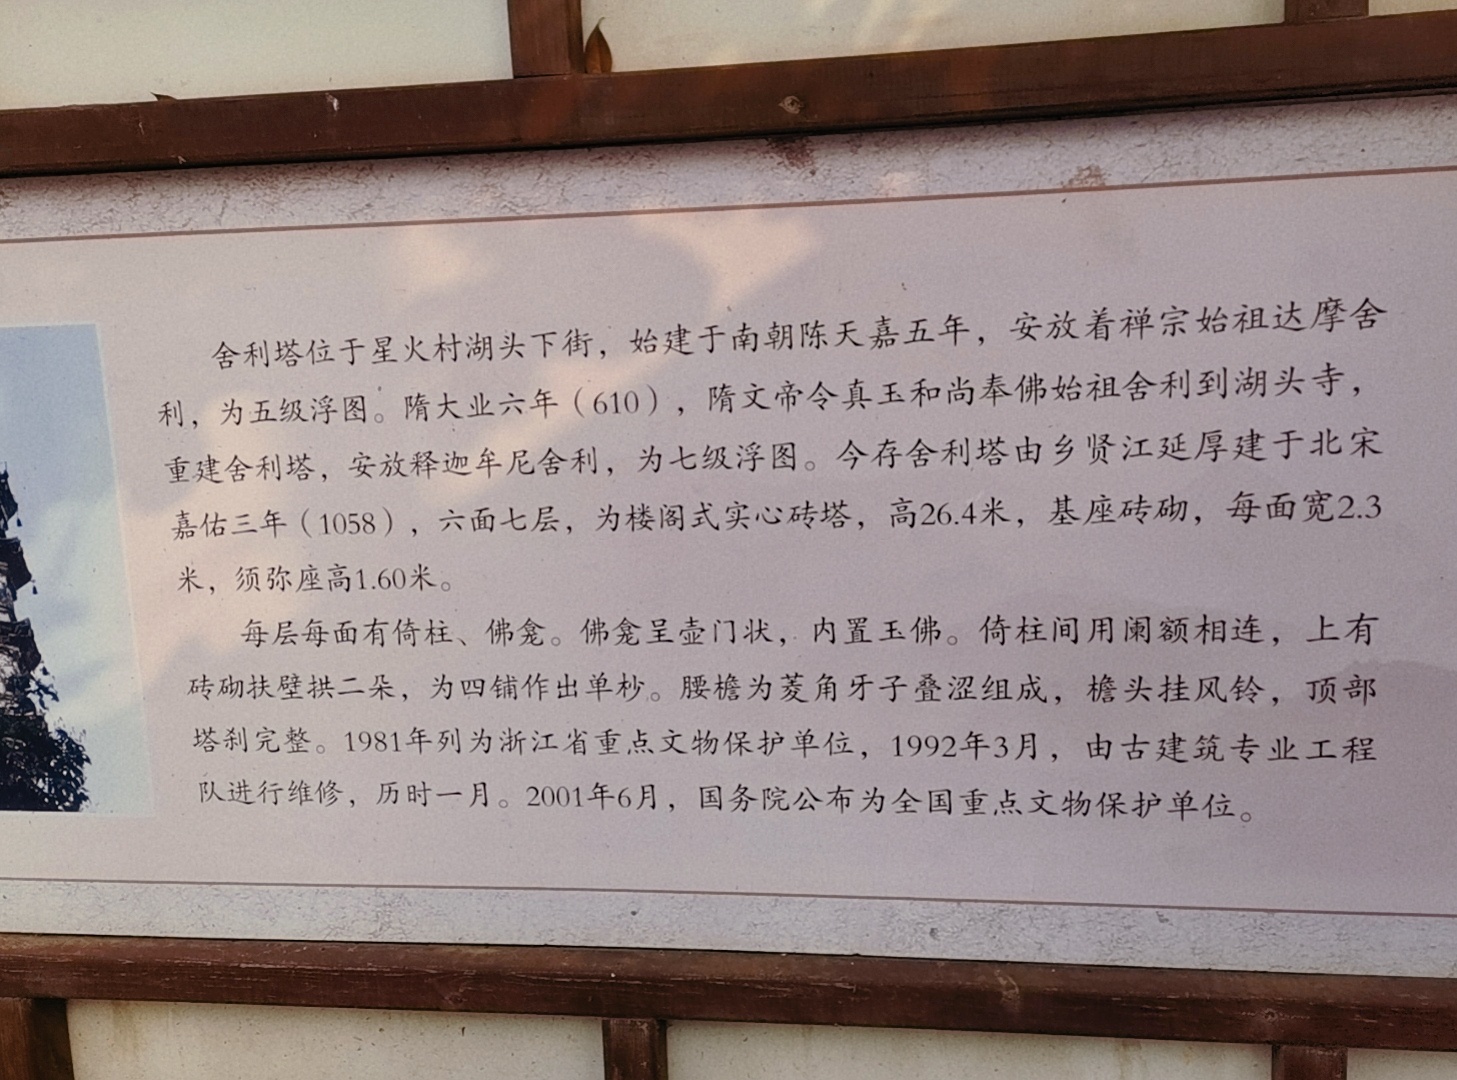 舍利塔位于星火村湖头下街，始建于南朝陈天嘉五年，安放着禅宗始祖达摩舍
利，为五级浮图。隋大业六年（610），隋文帝令真玉和尚奉佛始祖舍利到湖头寺，
重建舍利塔，安放释迦牟尼舍利，为七级浮图。今存舍利塔由乡贤江延厚建于北宋
嘉佑三年（1058），六面七层，为楼阁式实心砖塔，高26.4米，基座砖砌，每面宽2.3
米，须弥座高1.60米。
每层每面有倚柱、佛龛。佛龛呈壶门状，内置玉佛。倚柱间用阑额相连，上有
砖砌扶壁拱二朵，为四铺作出单杪。腰檐为菱角牙子叠涩组成，檐头挂风铃，顶部
塔刹完整。1981年列为浙江省重点文物保护单位，1992年3月，由古建筑专业工程
队进行维修，历时一月。2001年6月，国务院公布为全国重点文物保护单位。